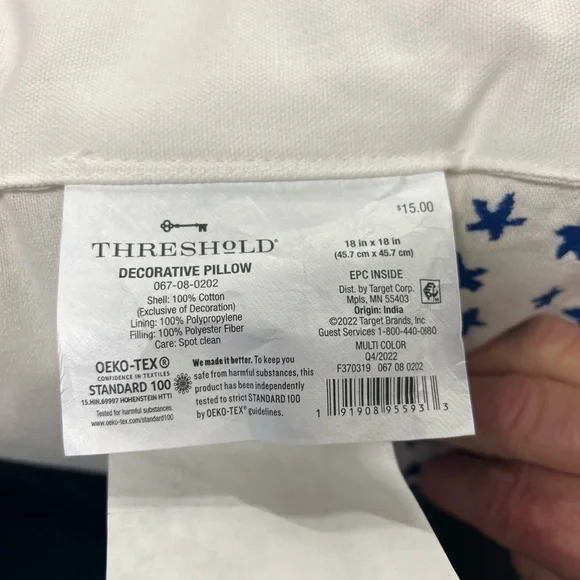 $15.00
THRESHOLD®
DECORATIVE PILLOW
067-08-0202
Shell: 100% Cotton
(Exclusive of Decoration)
Lining: 100% Polypropylene
Filling: 100% Polyester Fiber
Care: Spot clean
18 in x 18 in
(45.7 cm x 45.7 cm)
EPC INSIDE
Dist. by Target Corp.
Mpls, MN 55403
Origin: India
©2022 Target Brands, Inc
Guest Services 1-800-440-0680
MULTI COLOR
Q4/2022
F370319 067 08 0202
1 91908 95593 3
OEKO-TEX®
CONFIDENCE IN TEXTILES
STANDARD 100
15.HIN.69997 HOHENSTEIN HTTI
Tested for harmful substances.
www.oeko-tex.com/standard100
We made it better. To keep you
safe from harmful substances, this
product has been independently
tested to strict STANDARD 100
by OEKO-TEX® guidelines.